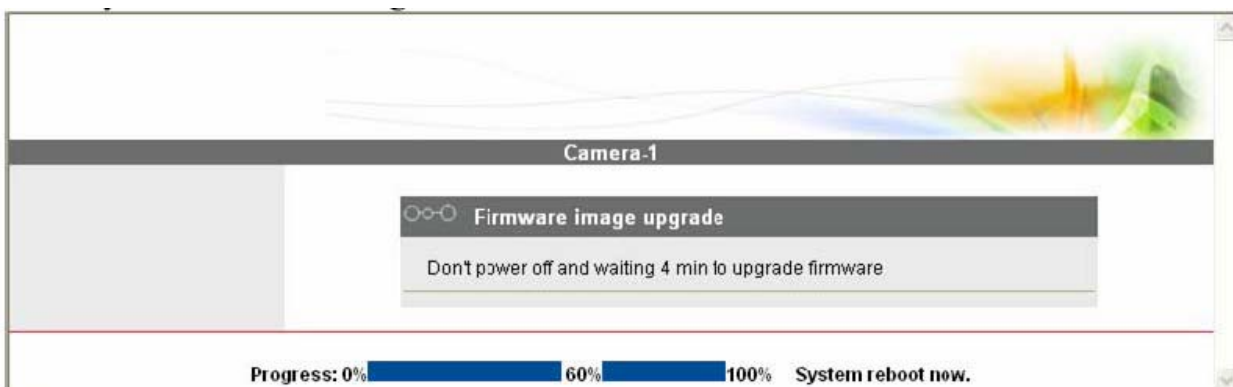 Camera-1
Firmware image upgrade
Don't power off and waiting 4 min to upgrade firmware
Progress: 0% 60% 100% System reboot now.